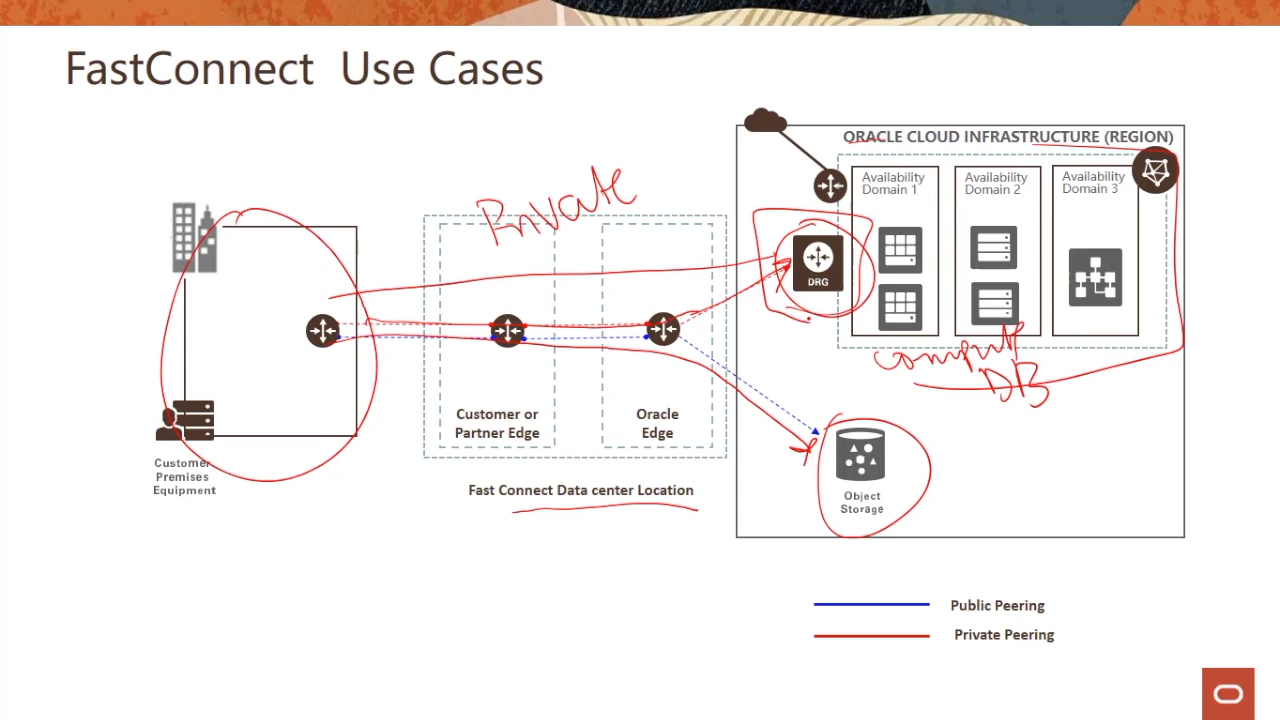 FastConnect Use Cases
ORACLE CLOUD INFRASTRUCTURE (REGION)
Availability
Domain 1
Availability
Domain 2
Availability
Domain 3
Private
DRG
compute
DB
Customer or
Partner Edge
Oracle
Edge
Customer
Premises
Equipment
Fast Connect Data center Location
Object
Storage
Public Peering
Private Peering